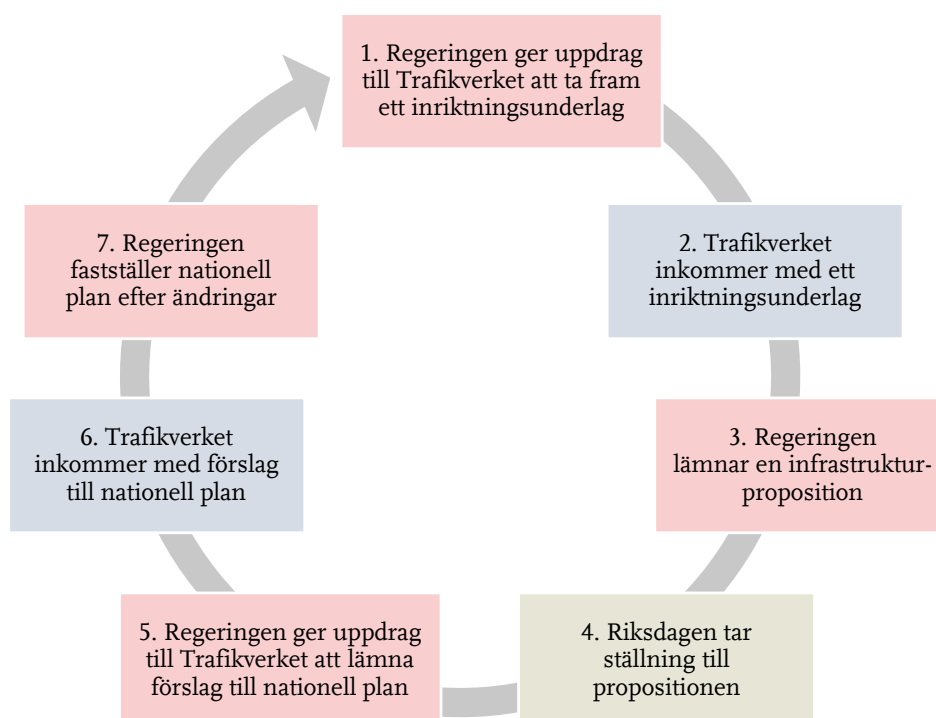 1. Regeringen ger uppdrag
till Trafikverket att ta fram
ett inriktningsunderlag
2. Trafikverket
inkommer med ett
inriktningsunderlag
3. Regeringen
lämnar en infrastruktur-
proposition
4. Riksdagen tar
ställning till
propositionen
5. Regeringen ger uppdrag
till Trafikverket att lämna
förslag till nationell plan
6. Trafikverket
inkommer med förslag
till nationell plan
7. Regeringen
fastställer nationell
plan efter ändringar